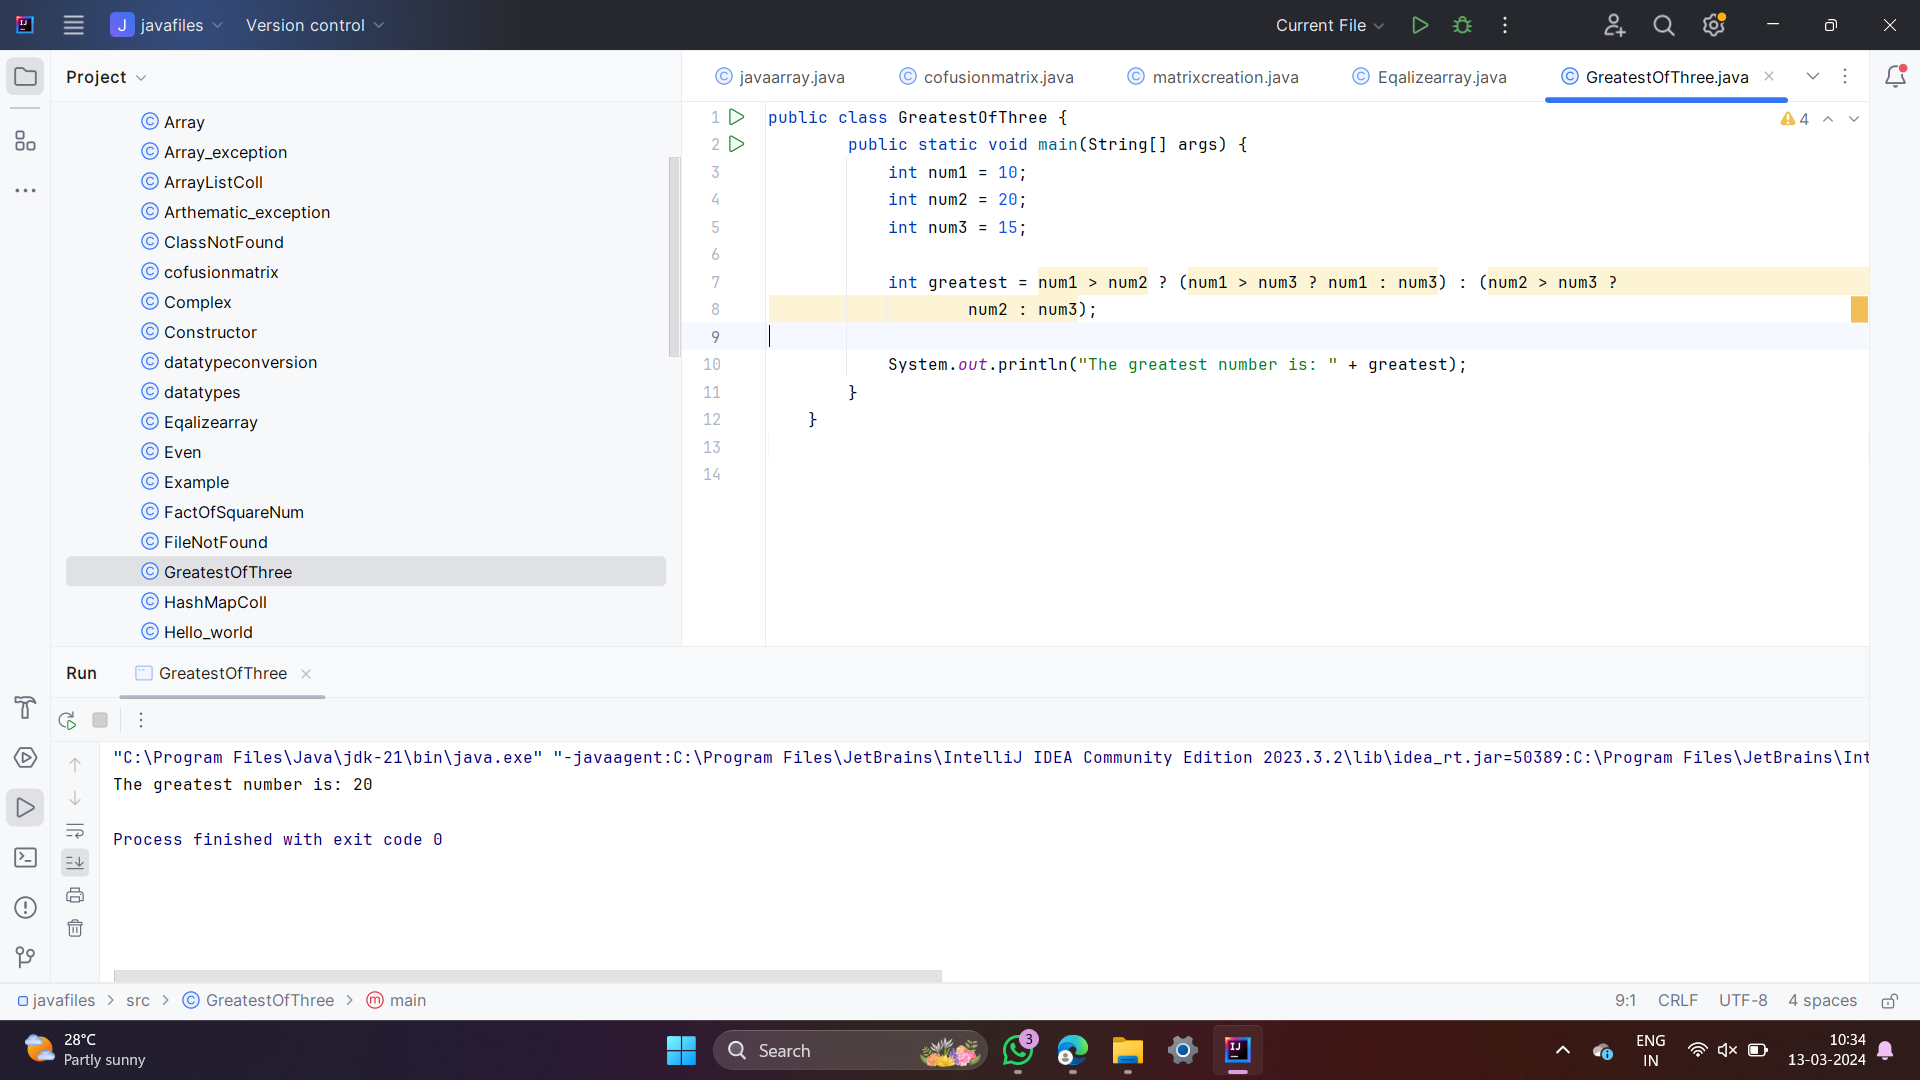 J javafiles Version control Current File
Project
Array
Array_exception
ArrayListColl
Arthematic_exception
ClassNotFound
cofusionmatrix
Complex
Constructor
datatypeconversion
datatypes
Eqalizearray
Even
Example
FactOfSquareNum
FileNotFound
GreatestOfThree
HashMapColl
Hello_world
javaarray.java cofusionmatrix.java matrixcreation.java Eqalizearray.java GreatestOfThree.java
4
1 public class GreatestOfThree {
2 public static void main(String[] args) {
3 int num1 = 10;
4 int num2 = 20;
5 int num3 = 15;
6
7 int greatest = num1 > num2 ? (num1 > num3 ? num1 : num3) : (num2 > num3 ?
8 num2 : num3);
9
10 System.out.println("The greatest number is: " + greatest);
11 }
12 }
13
14
Run GreatestOfThree
"C:\Program Files\Java\jdk-21\bin\java.exe" "-javaagent:C:\Program Files\JetBrains\IntelliJ IDEA Community Edition 2023.3.2\lib\idea_rt.jar=50389:C:\Program Files\JetBrains\Int
The greatest number is: 20
Process finished with exit code 0
javafiles > src > GreatestOfThree > main 9:1 CRLF UTF-8 4 spaces
28°C
Partly sunny
Search
3
ENG
IN
10:34
13-03-2024